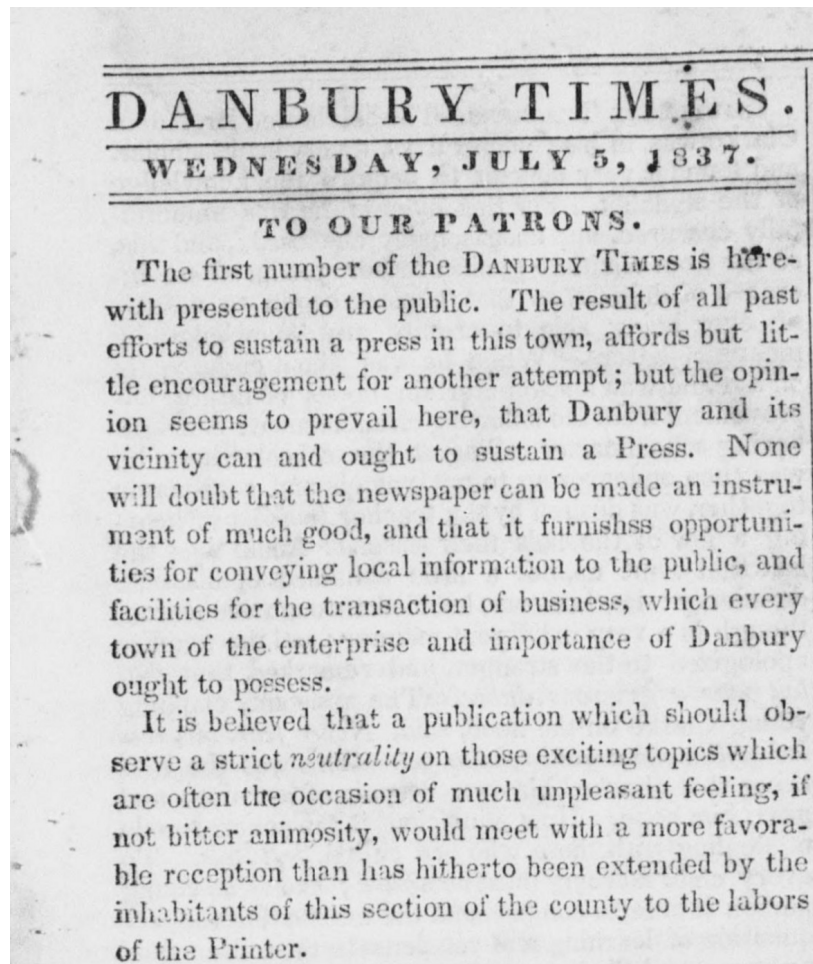 DANBURY TIMES.
WEDNESDAY, JULY 5, 1837.
TO OUR PATRONS.
The first number of the DANBURY TIMES is here-
with presented to the public. The result of all past
efforts to sustain a press in this town, affords but lit-
tle encouragement for another attempt; but the opin-
ion seems to prevail here, that Danbury and its
vicinity can and ought to sustain a Press. None
will doubt that the newspaper can be made an instru-
ment of much good, and that it furnishss opportuni-
ties for conveying local information to the public, and
facilities for the transaction of business, which every
town of the enterprise and importance of Danbury
ought to possess.
It is believed that a publication which should ob-
serve a strict neutrality on those exciting topics which
are often the occasion of much unpleasant feeling, if
not bitter animosity, would meet with a more favora-
ble reception than has hitherto been extended by the
inhabitants of this section of the county to the labors
of the Printer.